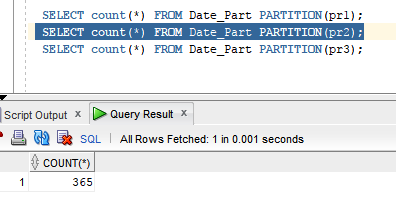 SELECT count(*) FROM Date_Part PARTITION(pr1);
SELECT count(*) FROM Date_Part PARTITION(pr2);
SELECT count(*) FROM Date_Part PARTITION(pr3);
Script Output x Query Result x
SQL | All Rows Fetched: 1 in 0.001 seconds
COUNT(*)
1 365